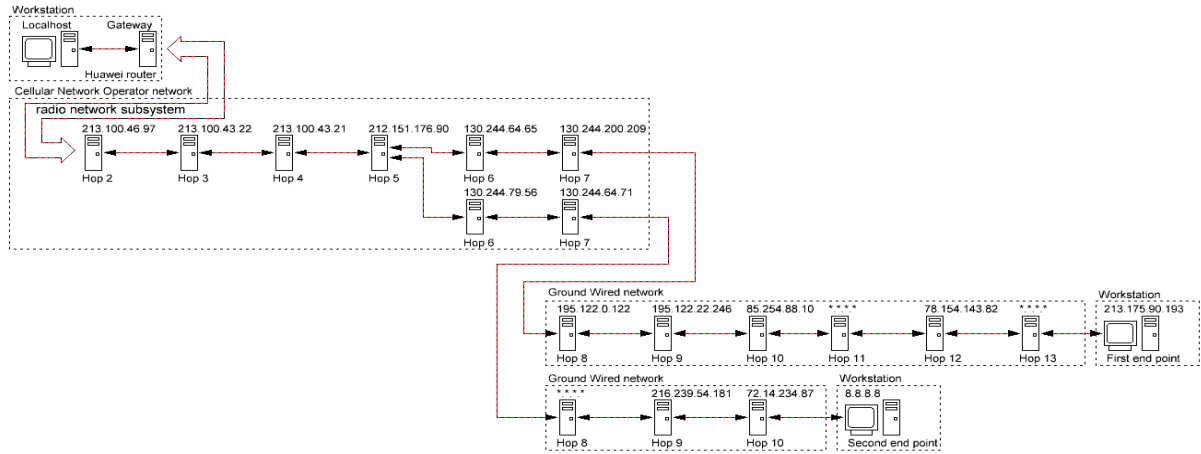 Workstation
Localhost Gateway
Huawei router
Cellular Network Operator network
radio network subsystem
213.100.46.97 213.100.43.22 213.100.43.21 212.151.176.90 130.244.64.65 130.244.200.209
Hop 2 Hop 3 Hop 4 Hop 5 Hop 6 Hop 7
130.244.79.56 130.244.64.71
Hop 6 Hop 7
Ground Wired network Workstation
195.122.0.122 195.122.22.246 85.254.88.10 *.*.*.* 78.154.143.82 *.*.*.* 213.175.90.193
Hop 8 Hop 9 Hop 10 Hop 11 Hop 12 Hop 13 First end point
Ground Wired network Workstation
*.*.*.* 216.239.54.181 72.14.234.87 8.8.8.8
Hop 8 Hop 9 Hop 10 Second end point